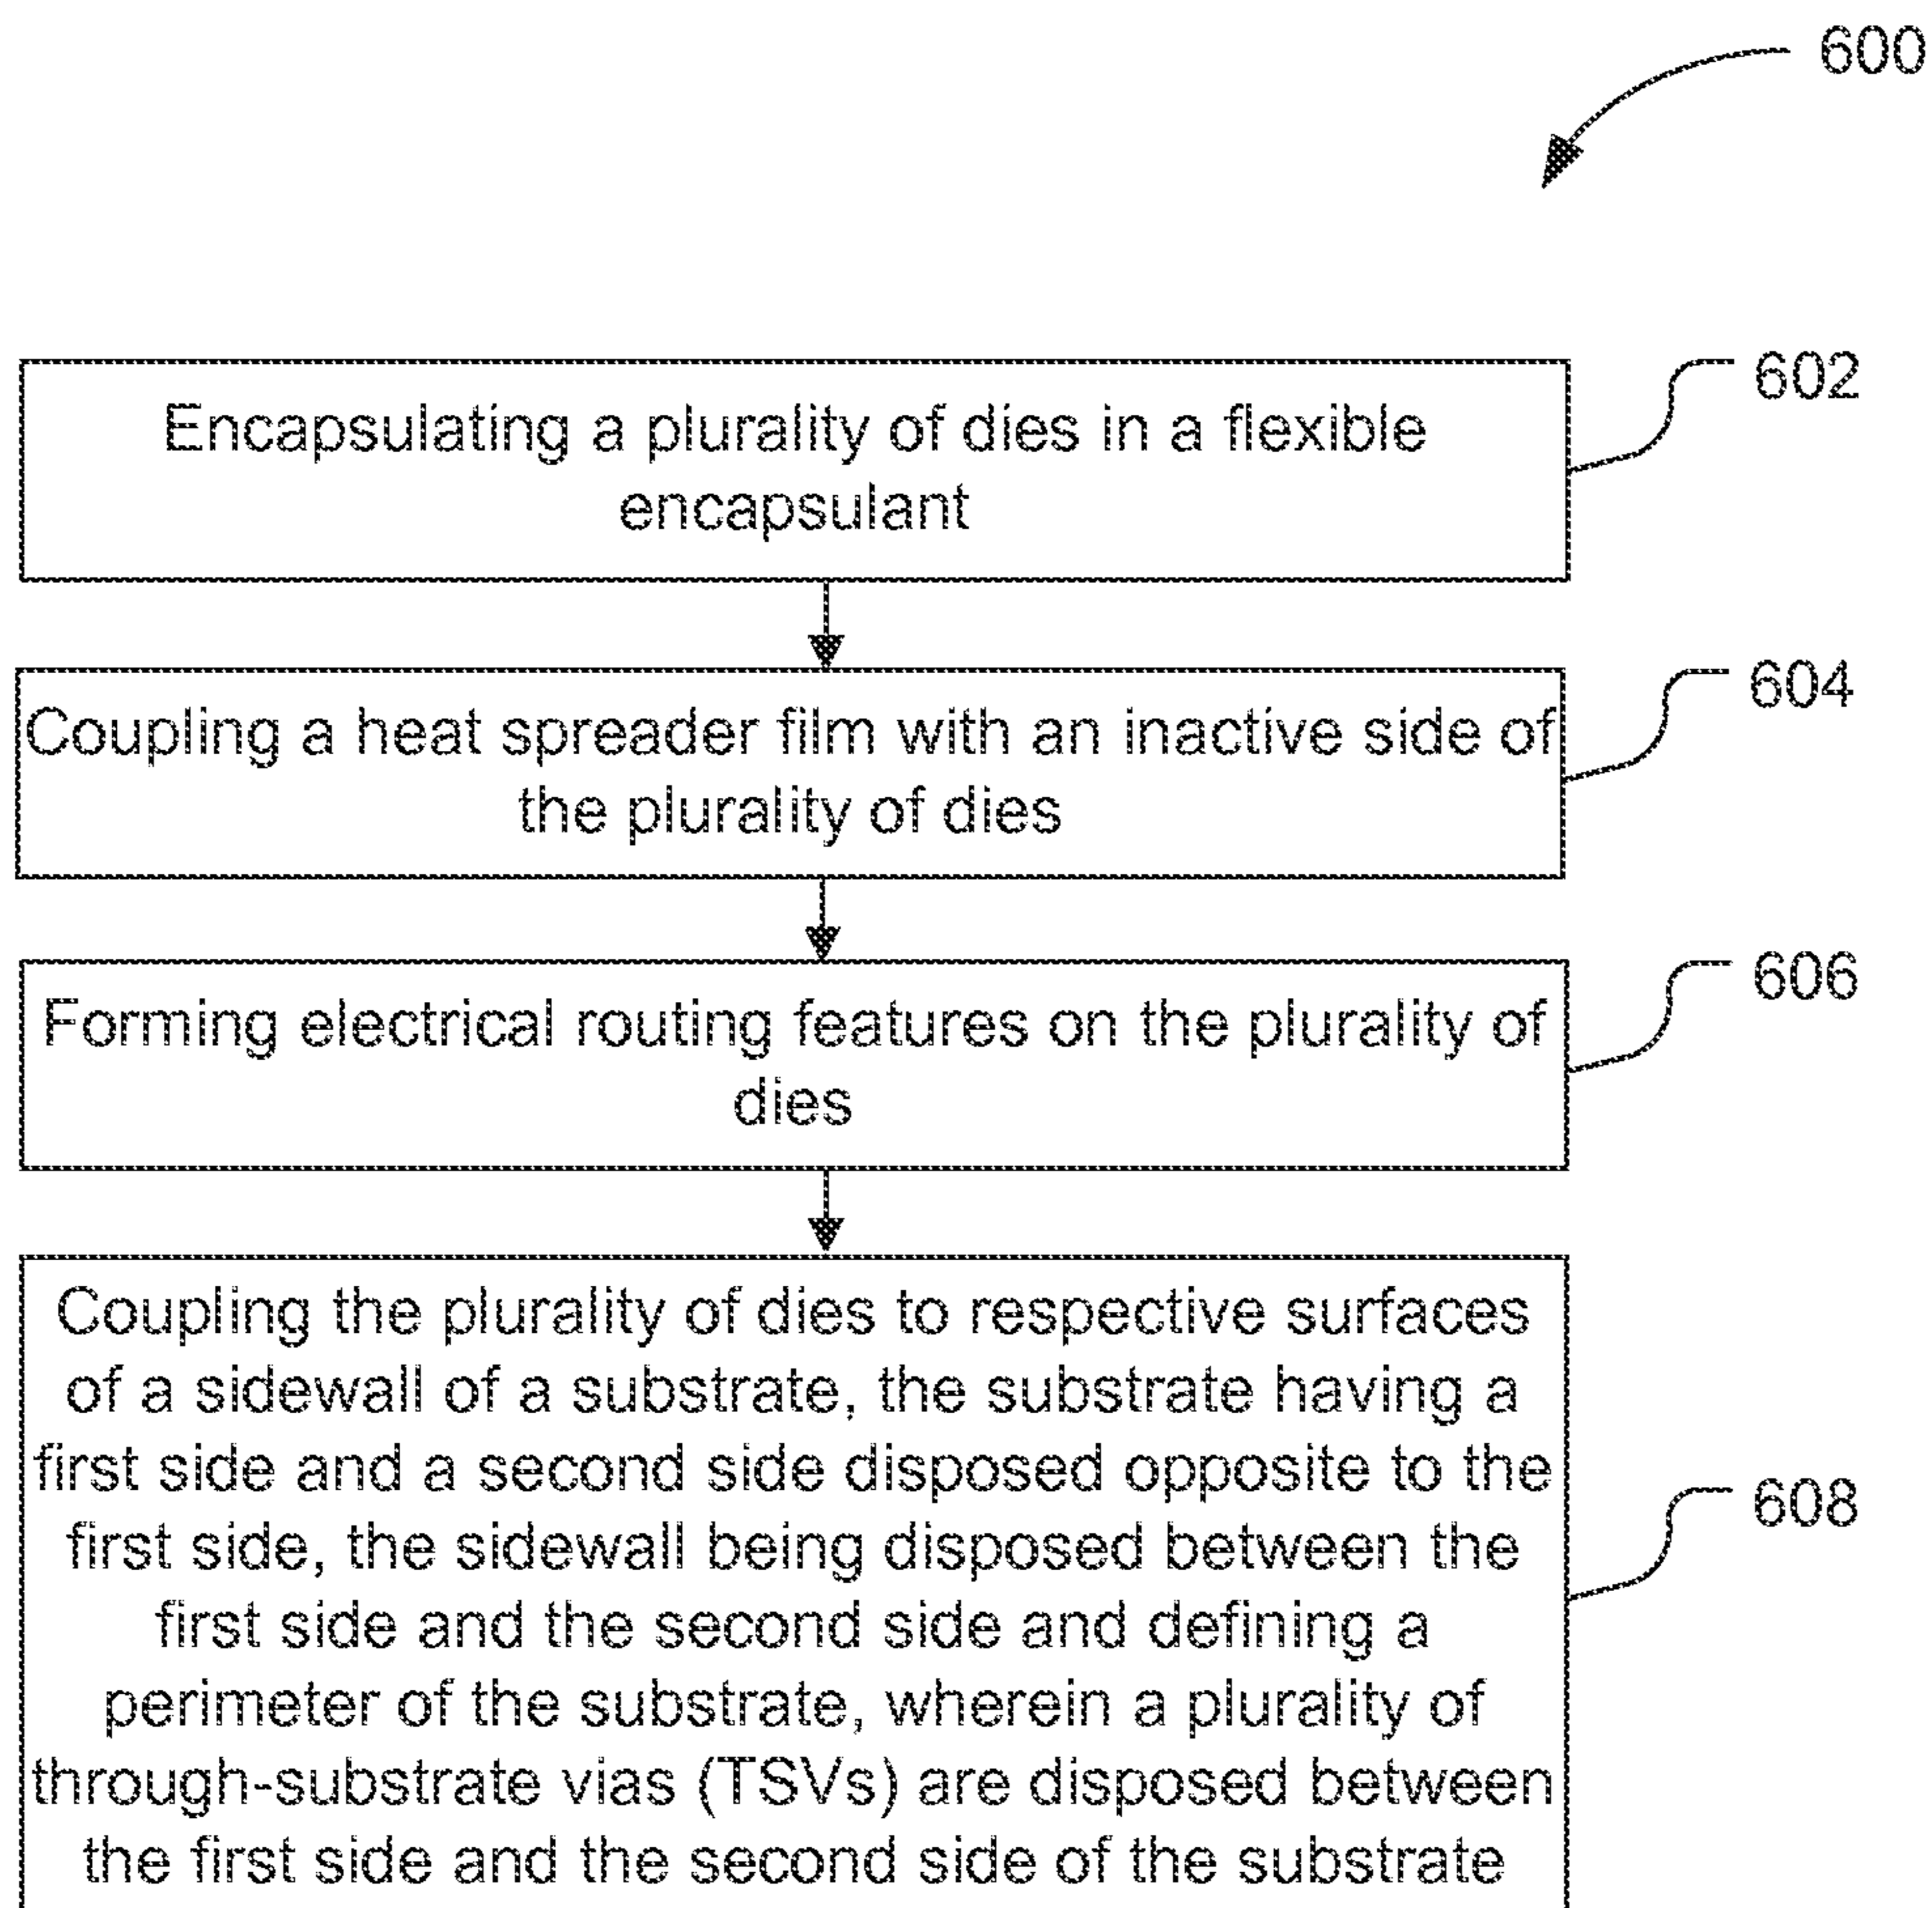 600
602
Encapsulating a plurality of dies in a flexible
encapsulant
604
Coupling a heat spreader film with an inactive side of
the plurality of dies
606
Forming electrical routing features on the plurality of
dies
Coupling the plurality of dies to respective surfaces
of a sidewall of a substrate, the substrate having a
first side and a second side disposed opposite to the
608
first side, the sidewall being disposed between the
first side and the second side and defining a
perimeter of the substrate, wherein a plurality of
through-substrate vias (TSVs) are disposed between
the first side and the second side of the substrate